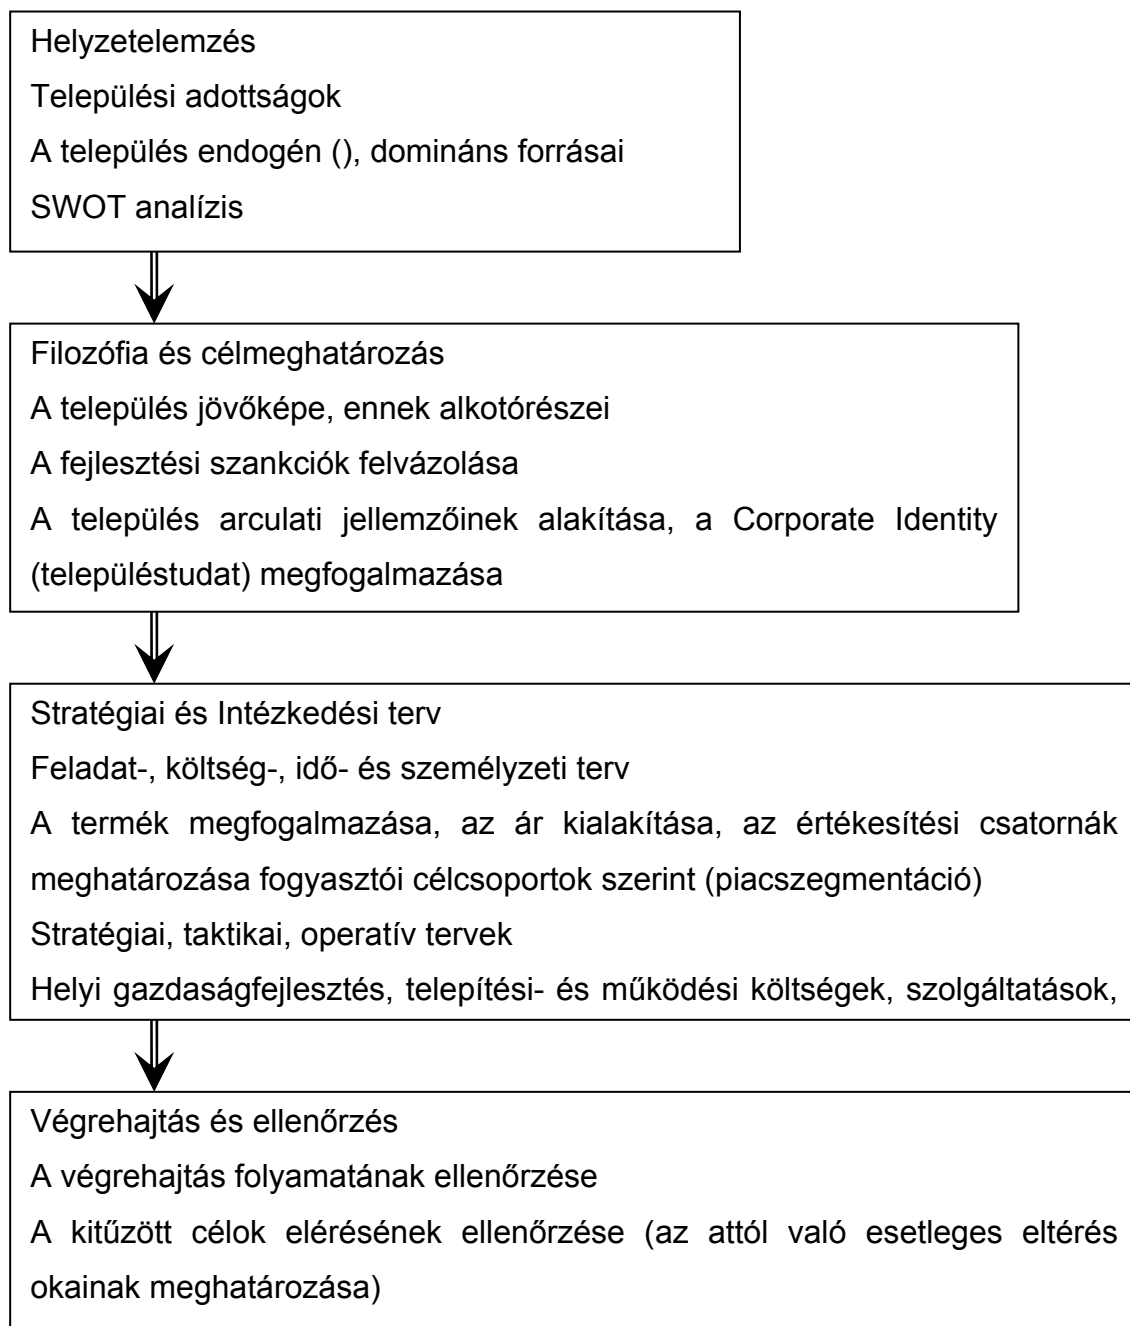 Helyzetelemzés
Települési adottságok
A település endogén (), domináns forrásai
SWOT analízis
Filozófia és célmeghatározás
A település jövőképe, ennek alkotórészei
A fejlesztési szankciók felvázolása
A település arculati jellemzőinek alakítása, a Corporate Identity
(településtudat) megfogalmazása
Stratégiai és Intézkedési terv
Feladat-, költség-, idő- és személyzeti terv
A termék megfogalmazása, az ár kialakítása, az értékesítési csatornák
meghatározása fogyasztói célcsoportok szerint (piacszegmentáció)
Stratégiai, taktikai, operatív tervek
Helyi gazdaságfejlesztés, telepítési- és működési költségek, szolgáltatások,
Végrehajtás és ellenőrzés
A végrehajtás folyamatának ellenőrzése
A kitűzött célok elérésének ellenőrzése (az attól való esetleges eltérés
okainak meghatározása)